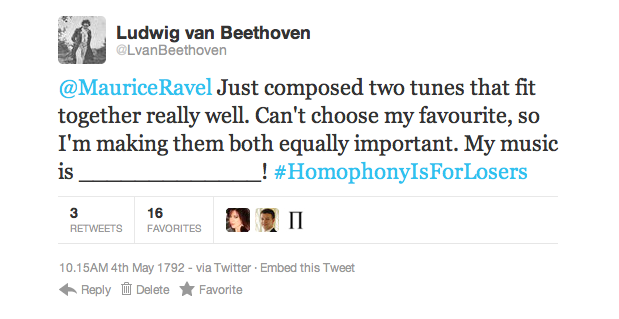 Ludwig van Beethoven
@LvanBeethoven
@MauriceRavel Just composed two tunes that fit
together really well. Can't choose my favourite, so
I'm making them both equally important. My music
is ________________! #HomophonyIsForLosers
3
RETWEETS
16
FAVORITES
∏
10.15AM 4th May 1792 - via Twitter · Embed this Tweet
Reply Delete Favorite